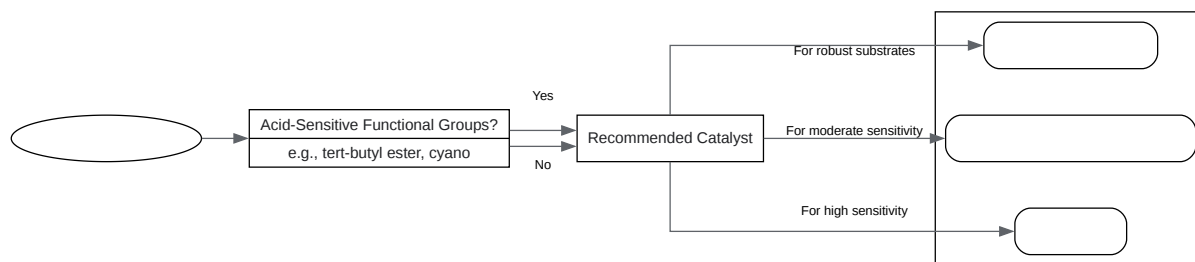 Acid-Sensitive Functional Groups?
e.g., tert-butyl ester, cyano
Yes
No
Recommended Catalyst
For robust substrates
For moderate sensitivity
For high sensitivity